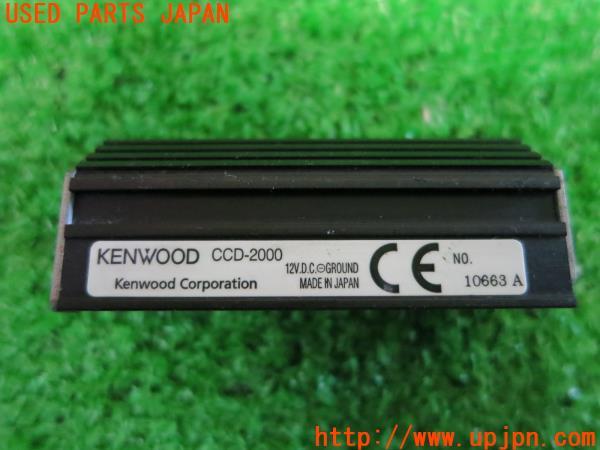 USED PARTS JAPAN
KENWOOD CCD-2000
Kenwood Corporation
12V.D.C.⊖GROUND
MADE IN JAPAN
CE
NO.
10663 A
http://www.upjpn.com